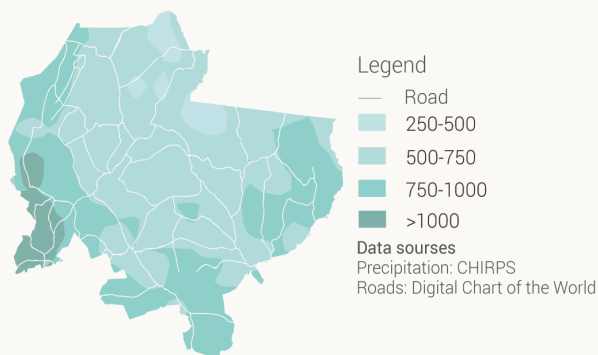 Legend
Road
250-500
500-750
750-1000
>1000
Data sourses
Precipitation: CHIRPS
Roads: Digital Chart of the World